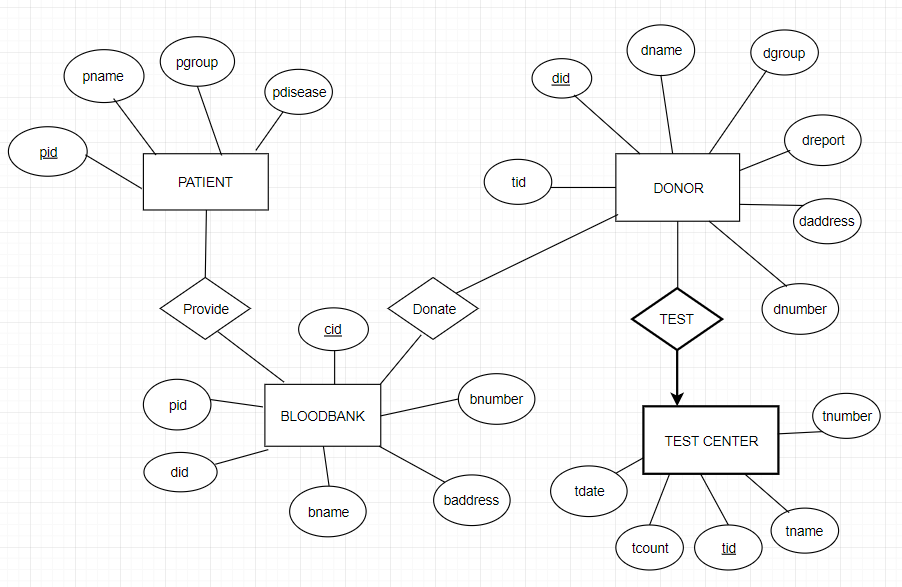 dname
dgroup
pgroup
pname
did
pdisease
dreport
pid
PATIENT
tid
DONOR
daddress
Provide
Donate
dnumber
TEST
cid
bnumber
pid
BLOODBANK
tnumber
TEST CENTER
did
tdate
baddress
bname
tname
tcount
tid